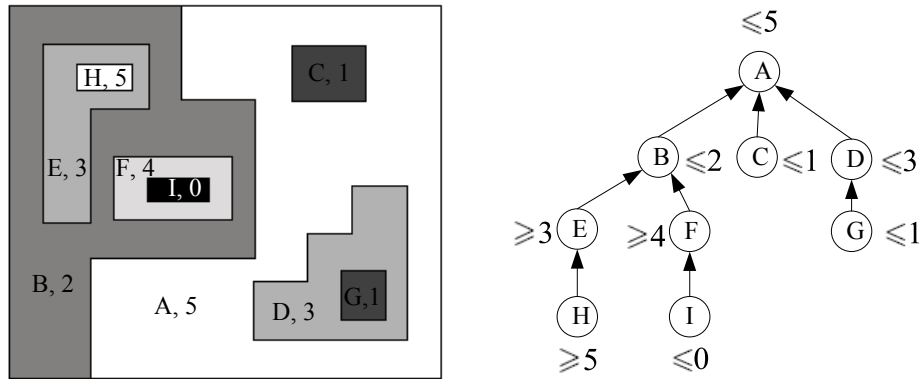 H, 5
C, 1
E, 3
F, 4
I, 0
B, 2
A, 5
D, 3
G,1
⩽5
A
B
⩽2
C
⩽1
D
⩽3
⩾3
E
⩾4
F
G
⩽1
H
I
⩾5
⩽0